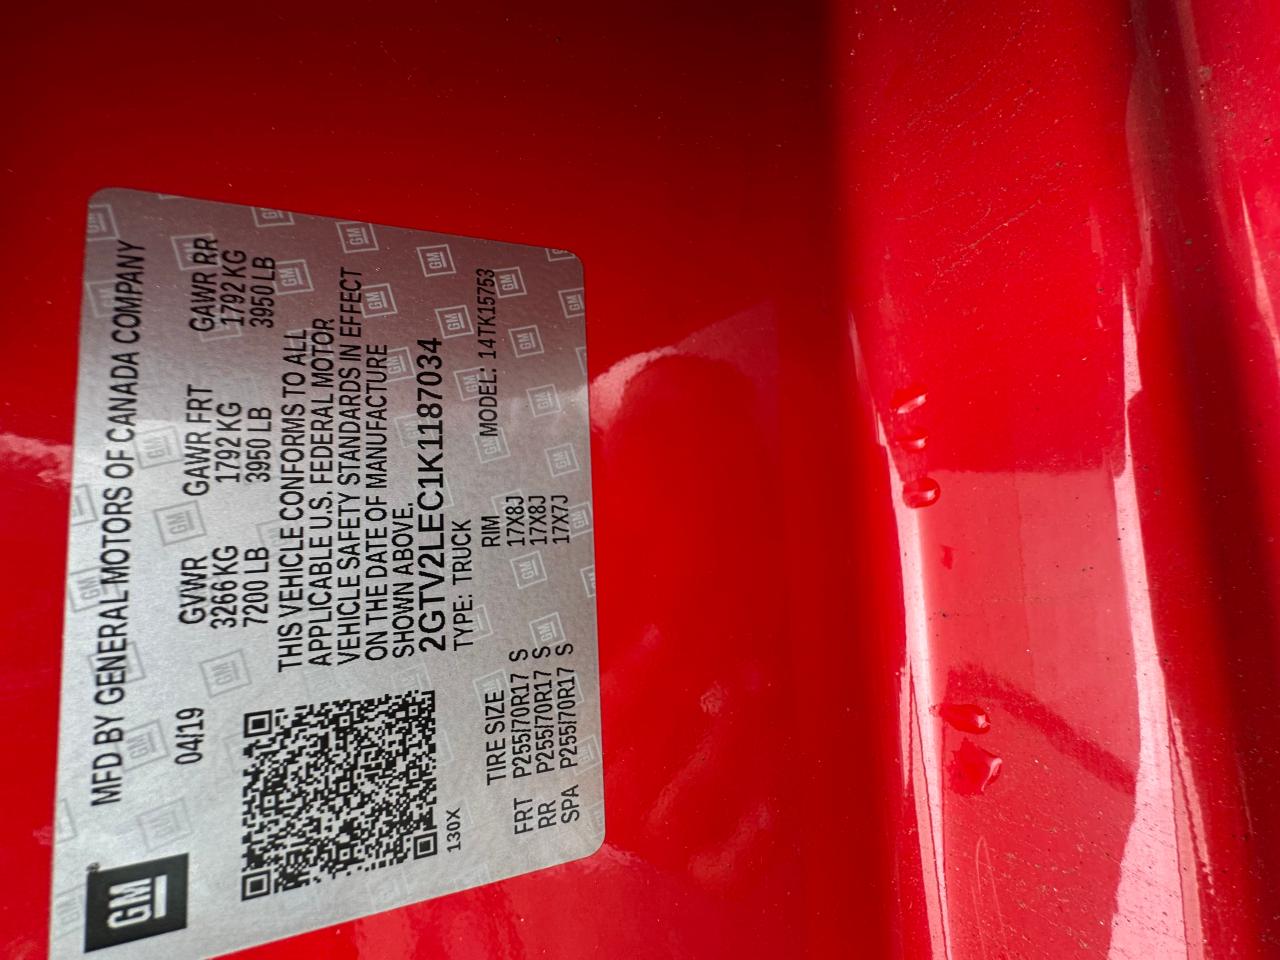 GM
MFD BY GENERAL MOTORS OF CANADA COMPANY
04/19 GVWR GAWR FRT GAWR RR
3266 KG 1792 KG 1792 KG
7200 LB 3950 LB 3950 LB
THIS VEHICLE CONFORMS TO ALL
APPLICABLE U.S. FEDERAL MOTOR
VEHICLE SAFETY STANDARDS IN EFFECT
ON THE DATE OF MANUFACTURE
SHOWN ABOVE.
2GTV2LEC1K1187034
130X TYPE: TRUCK MODEL: 14TK15753
TIRE SIZE RIM
FRT P255/70R17 S 17X8J
RR P255/70R17 S 17X8J
SPA P255/70R17 S 17X7J